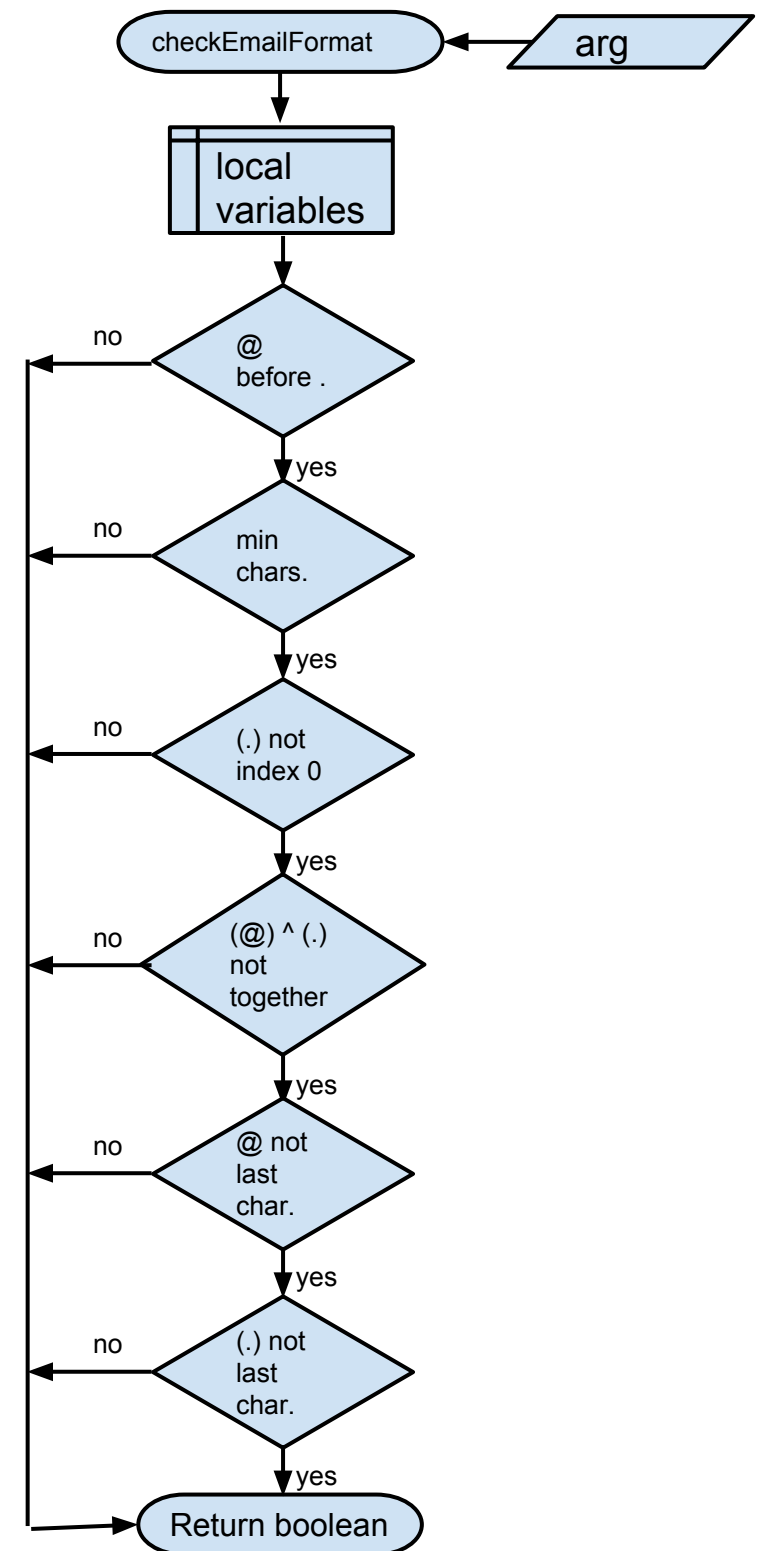 checkEmailFormat
arg
local
variables
no
@
before .
yes
no
min
chars.
yes
no
(.) not
index 0
yes
no
(@) ^ (.)
not
together
yes
no
@ not
last
char.
yes
no
(.) not
last
char.
yes
Return boolean